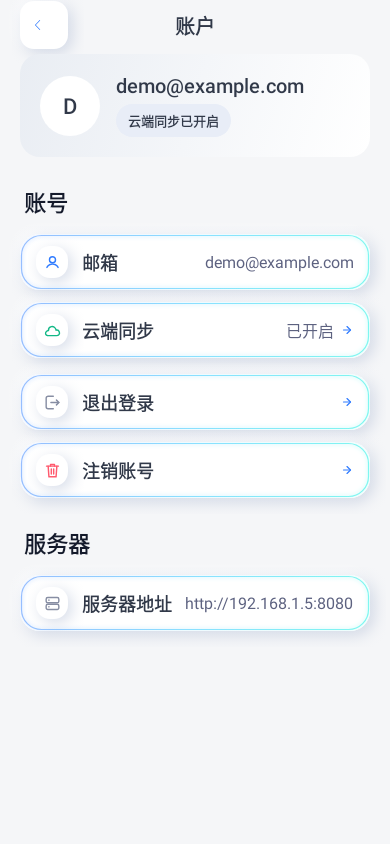 账户
D
demo@example.com
云端同步已开启
账号
邮箱 demo@example.com
云端同步 已开启
退出登录
注销账号
服务器
服务器地址 http://192.168.1.5:8080